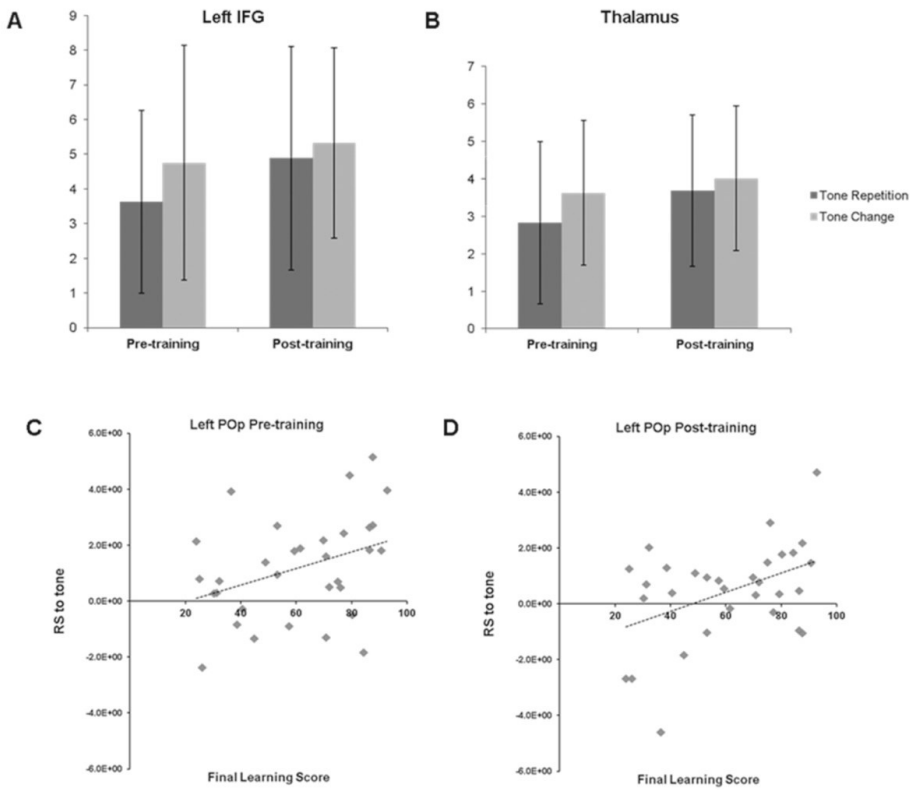 A
Left IFG
9
8
7
6
5
4
3
2
1
0
Pre-training
Post-training
B
Thalamus
7
6
5
4
3
2
1
0
Pre-training
Post-training
Tone Repetition
Tone Change
C
Left POp Pre-training
6.0E+00
4.0E+00
2.0E+00
0.0E+00
-2.0E+00
-4.0E+00
-6.0E+00
20 40 60 80 100
RS to tone
Final Learning Score
D
Left POp Post-training
6.0E+00
4.0E+00
2.0E+00
0.0E+00
-2.0E+00
-4.0E+00
-6.0E+00
20 40 60 80 100
RS to tone
Final Learning Score